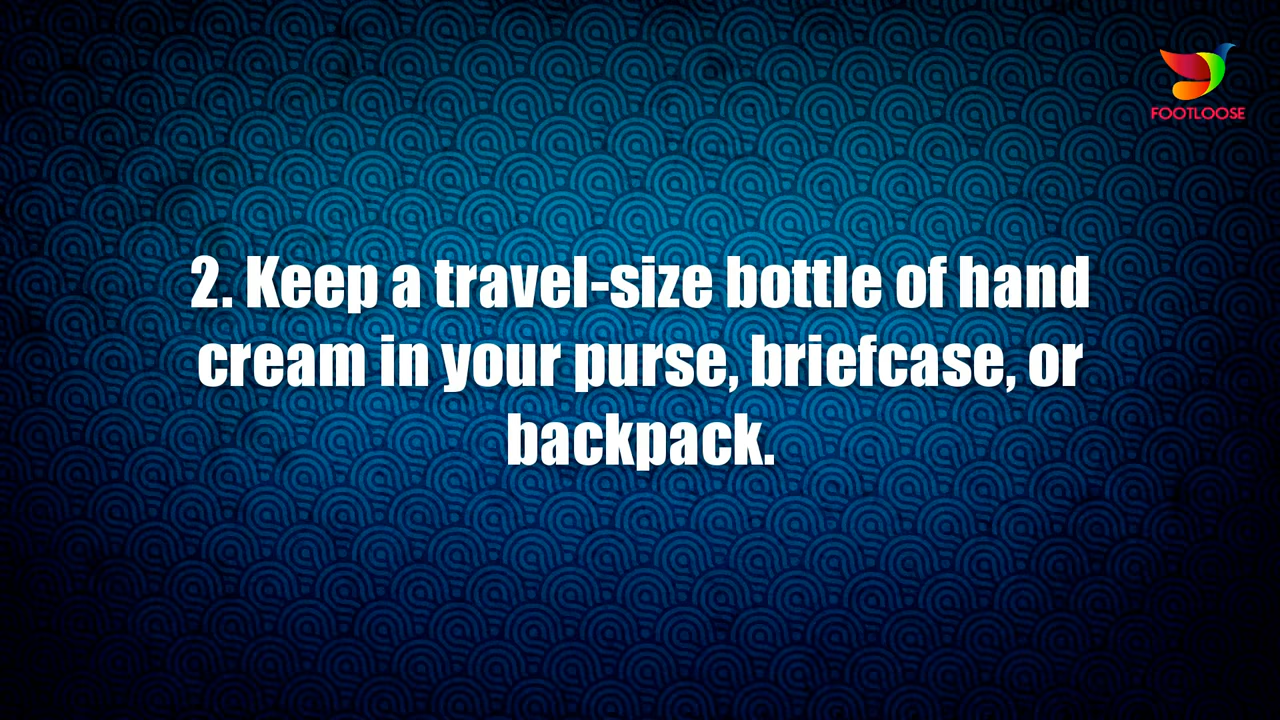 FOOTLOOSE
2. Keep a travel-size bottle of hand
cream in your purse, briefcase, or
backpack.